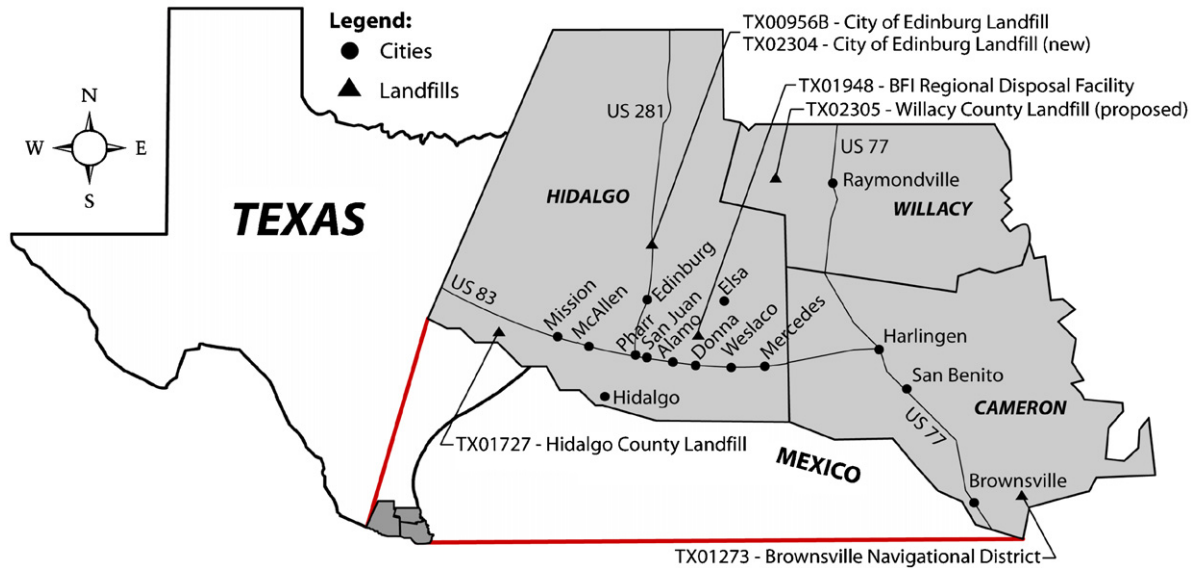 Legend:
Cities
Landfills
TX00956B - City of Edinburg Landfill
TX02304 - City of Edinburg Landfill (new)
TX01948 - BFI Regional Disposal Facility
TX02305 - Willacy County Landfill (proposed)
N
W
E
S
TEXAS
US 281
US 77
Raymondville
HIDALGO
WILLACY
US 83
Mission
McAllen
Pharr
San Juan
Alamo
Edinburg
Donna
Elsa
Weslaco
Mercedes
Harlingen
San Benito
Hidalgo
CAMERON
US 77
TX01727 - Hidalgo County Landfill
MEXICO
Brownsville
TX01273 - Brownsville Navigational District